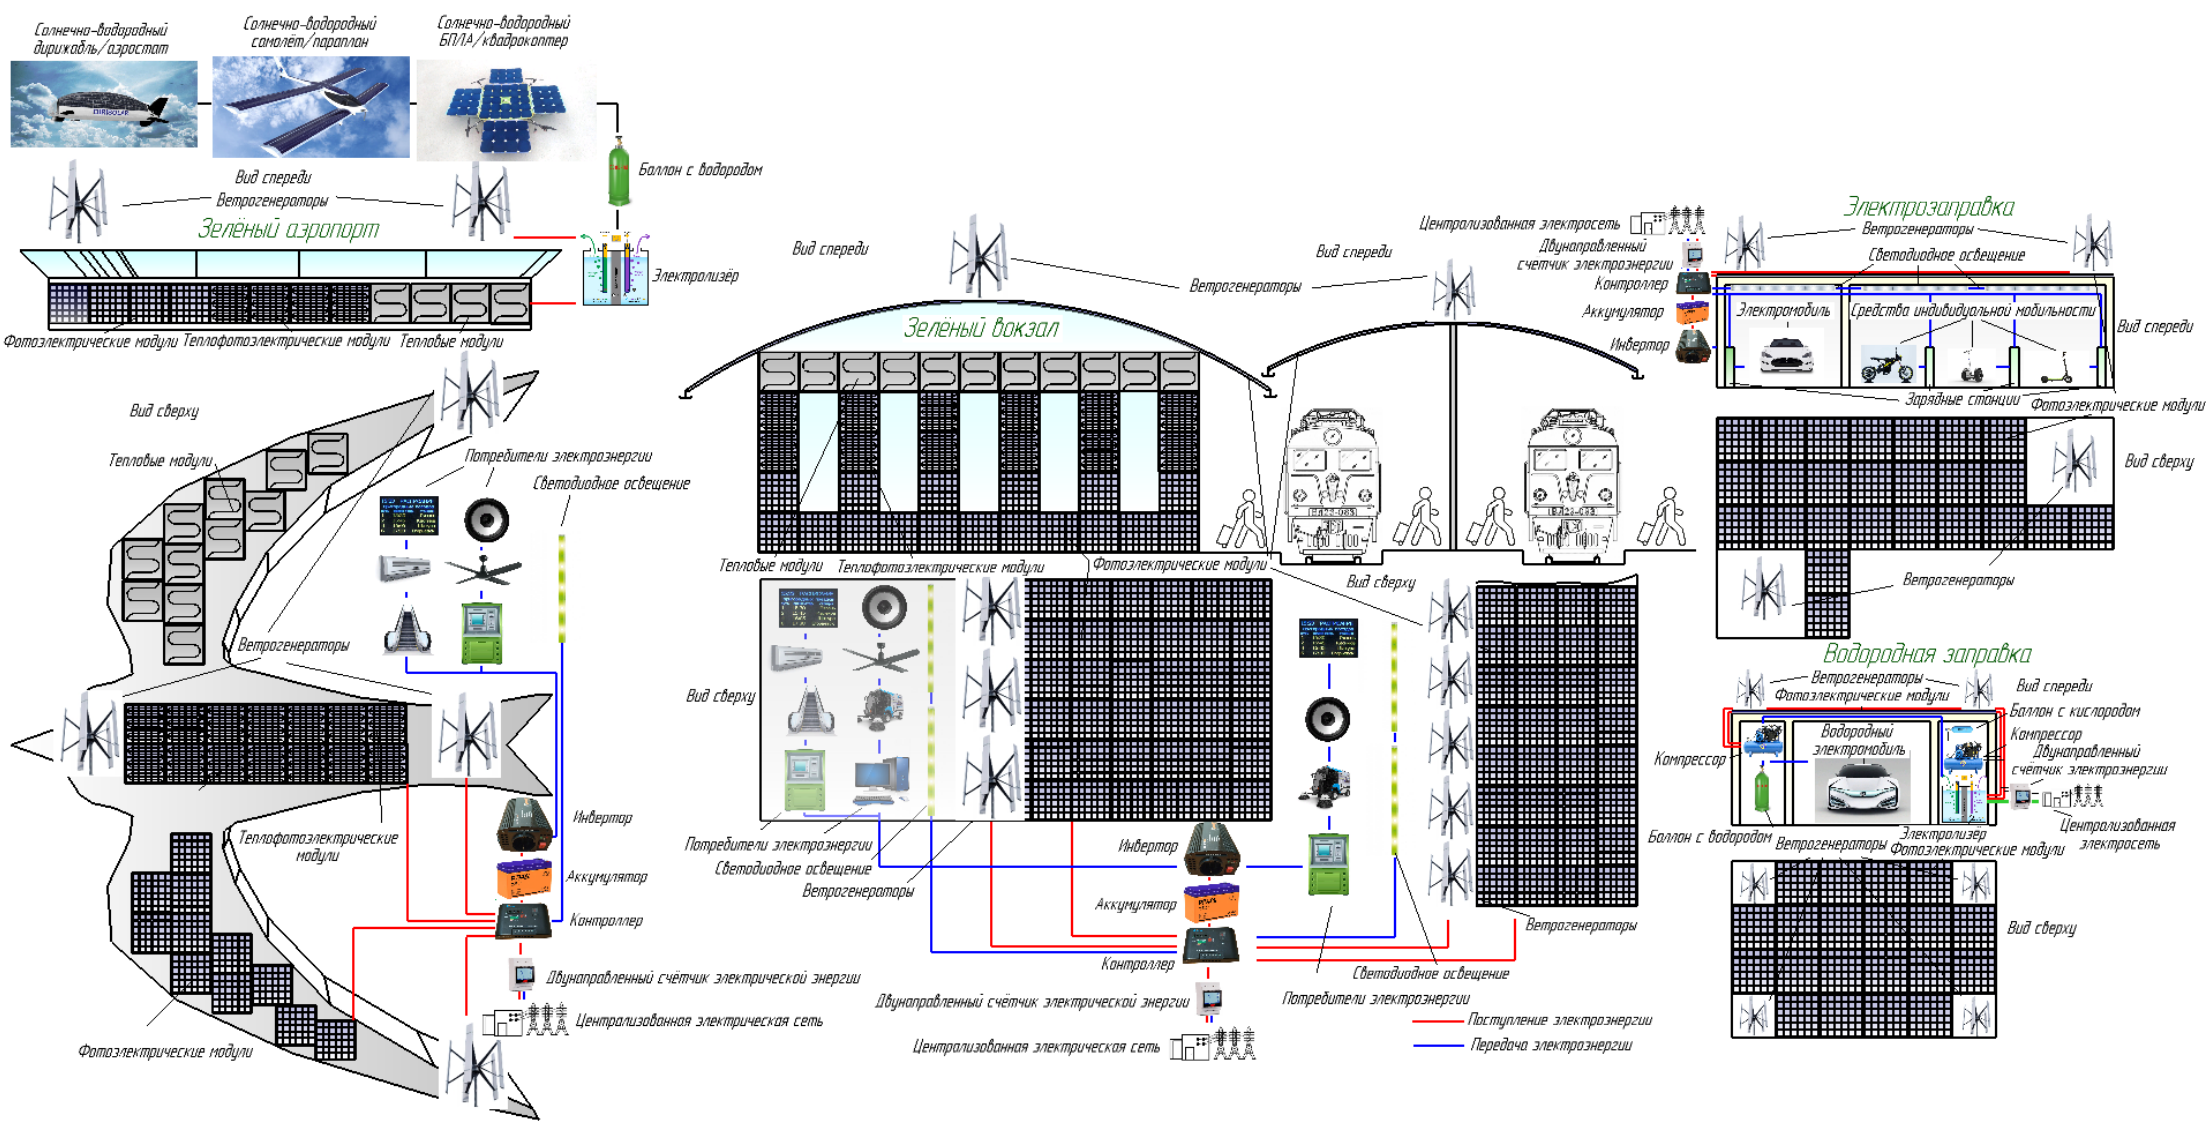 Солнечно-водородный
дирижабль/аэростат
Солнечно-водородный
самолёт/параплан
Солнечно-водородный
БПЛА/квадрокоптер
Баллон с водородом
Вид спереди
Ветрогенераторы
Зелёный аэропорт
Электролизёр
Фотоэлектрические модули
Теплофотоэлектрические модули
Тепловые модули
Вид сверху
Тепловые модули
Потребители электроэнергии
Светодиодное освещение
Ветрогенераторы
Теплофотоэлектрические
модули
Инвертор
Аккумулятор
Контроллер
Двунаправленный счётчик электрической энергии
Централизованная электрическая сеть
Фотоэлектрические модули
Вид спереди
Вид спереди
Ветрогенераторы
Зелёный вокзал
ВЛ23-083
ВЛ23-083
Тепловые модули
Теплофотоэлектрические модули
Фотоэлектрические модули
Вид сверху
Вид сверху
Потребители электроэнергии
Светодиодное освещение
Ветрогенераторы
Инвертор
Аккумулятор
Контроллер
Двунаправленный счётчик электрической энергии
Централизованная электрическая сеть
Ветрогенераторы
Светодиодное освещение
Потребители электроэнергии
Поступление электроэнергии
Передача электроэнергии
Электрозаправка
Централизованная электросеть
Двунаправленный
счетчик электроэнергии
Контроллер
Аккумулятор
Инвертор
Ветрогенераторы
Светодиодное освещение
Электромобиль
Средства индивидуальной мобильности
Вид спереди
Зарядные станции
Фотоэлектрические модули
Вид сверху
Ветрогенераторы
Водородная заправка
Ветрогенераторы
Фотоэлектрические модули
Вид спереди
Баллон с кислородом
Компрессор
Двунаправленный
счётчик электроэнергии
Компрессор
Водородный
электромобиль
Баллон с водородом
Электролизёр
Централизованная
электросеть
Ветрогенераторы
Фотоэлектрические модули
Вид сверху